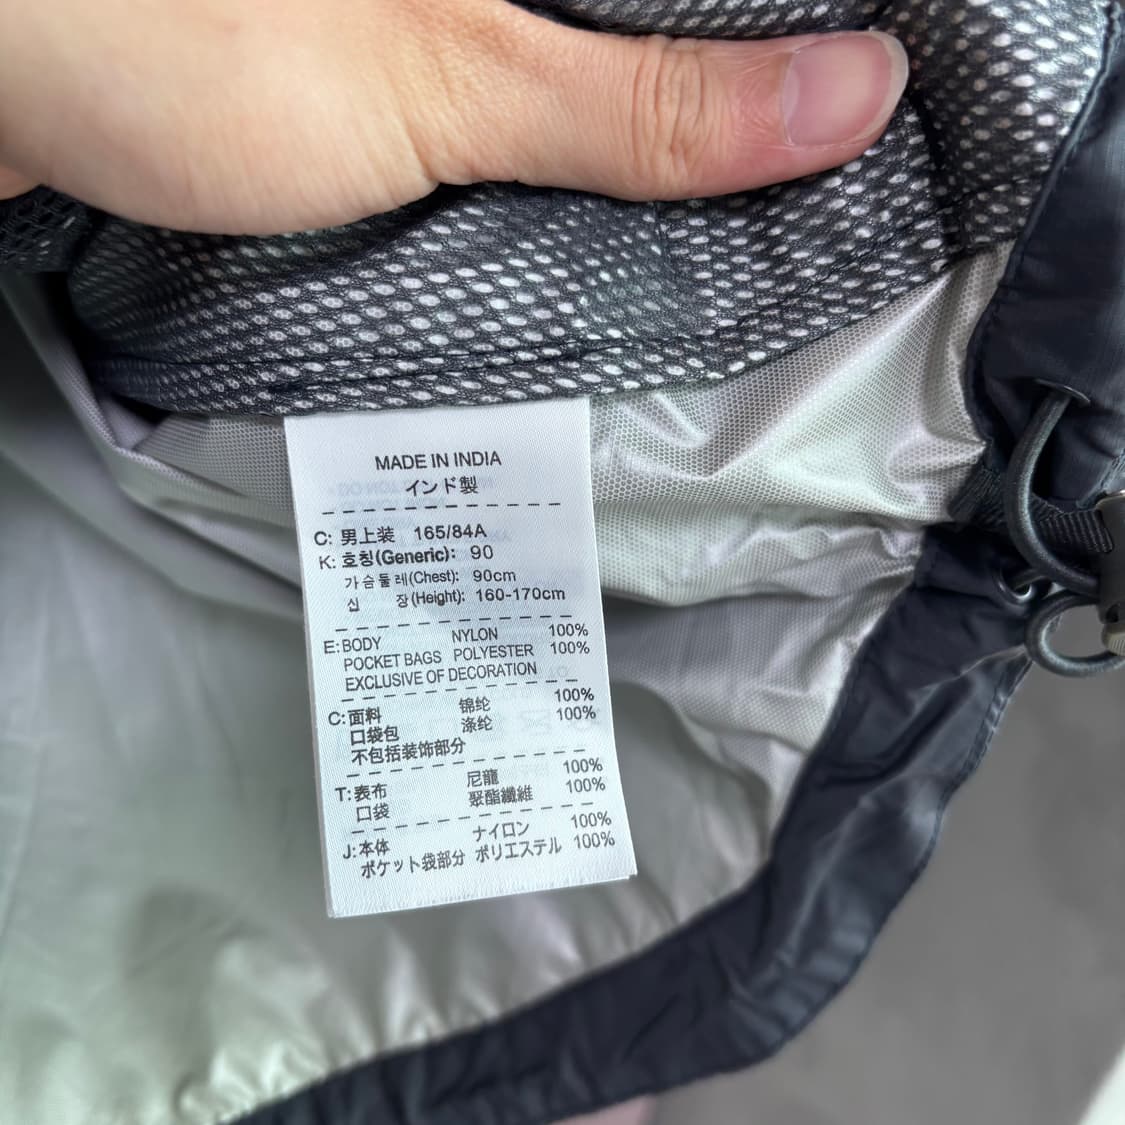 MADE IN INDIA
インド製
C: 男上装 165/84A
K: 호칭(Generic): 90
가슴둘레(Chest): 90cm
신 장(Height): 160-170cm
E: BODY NYLON 100%
POCKET BAGS POLYESTER 100%
EXCLUSIVE OF DECORATION
C: 面料 锦纶 100%
口袋包 涤纶 100%
不包括装饰部分
T: 表布 尼龍 100%
口袋 聚酯纖維 100%
J: 本体 ナイロン 100%
ポケット袋部分 ポリエステル 100%